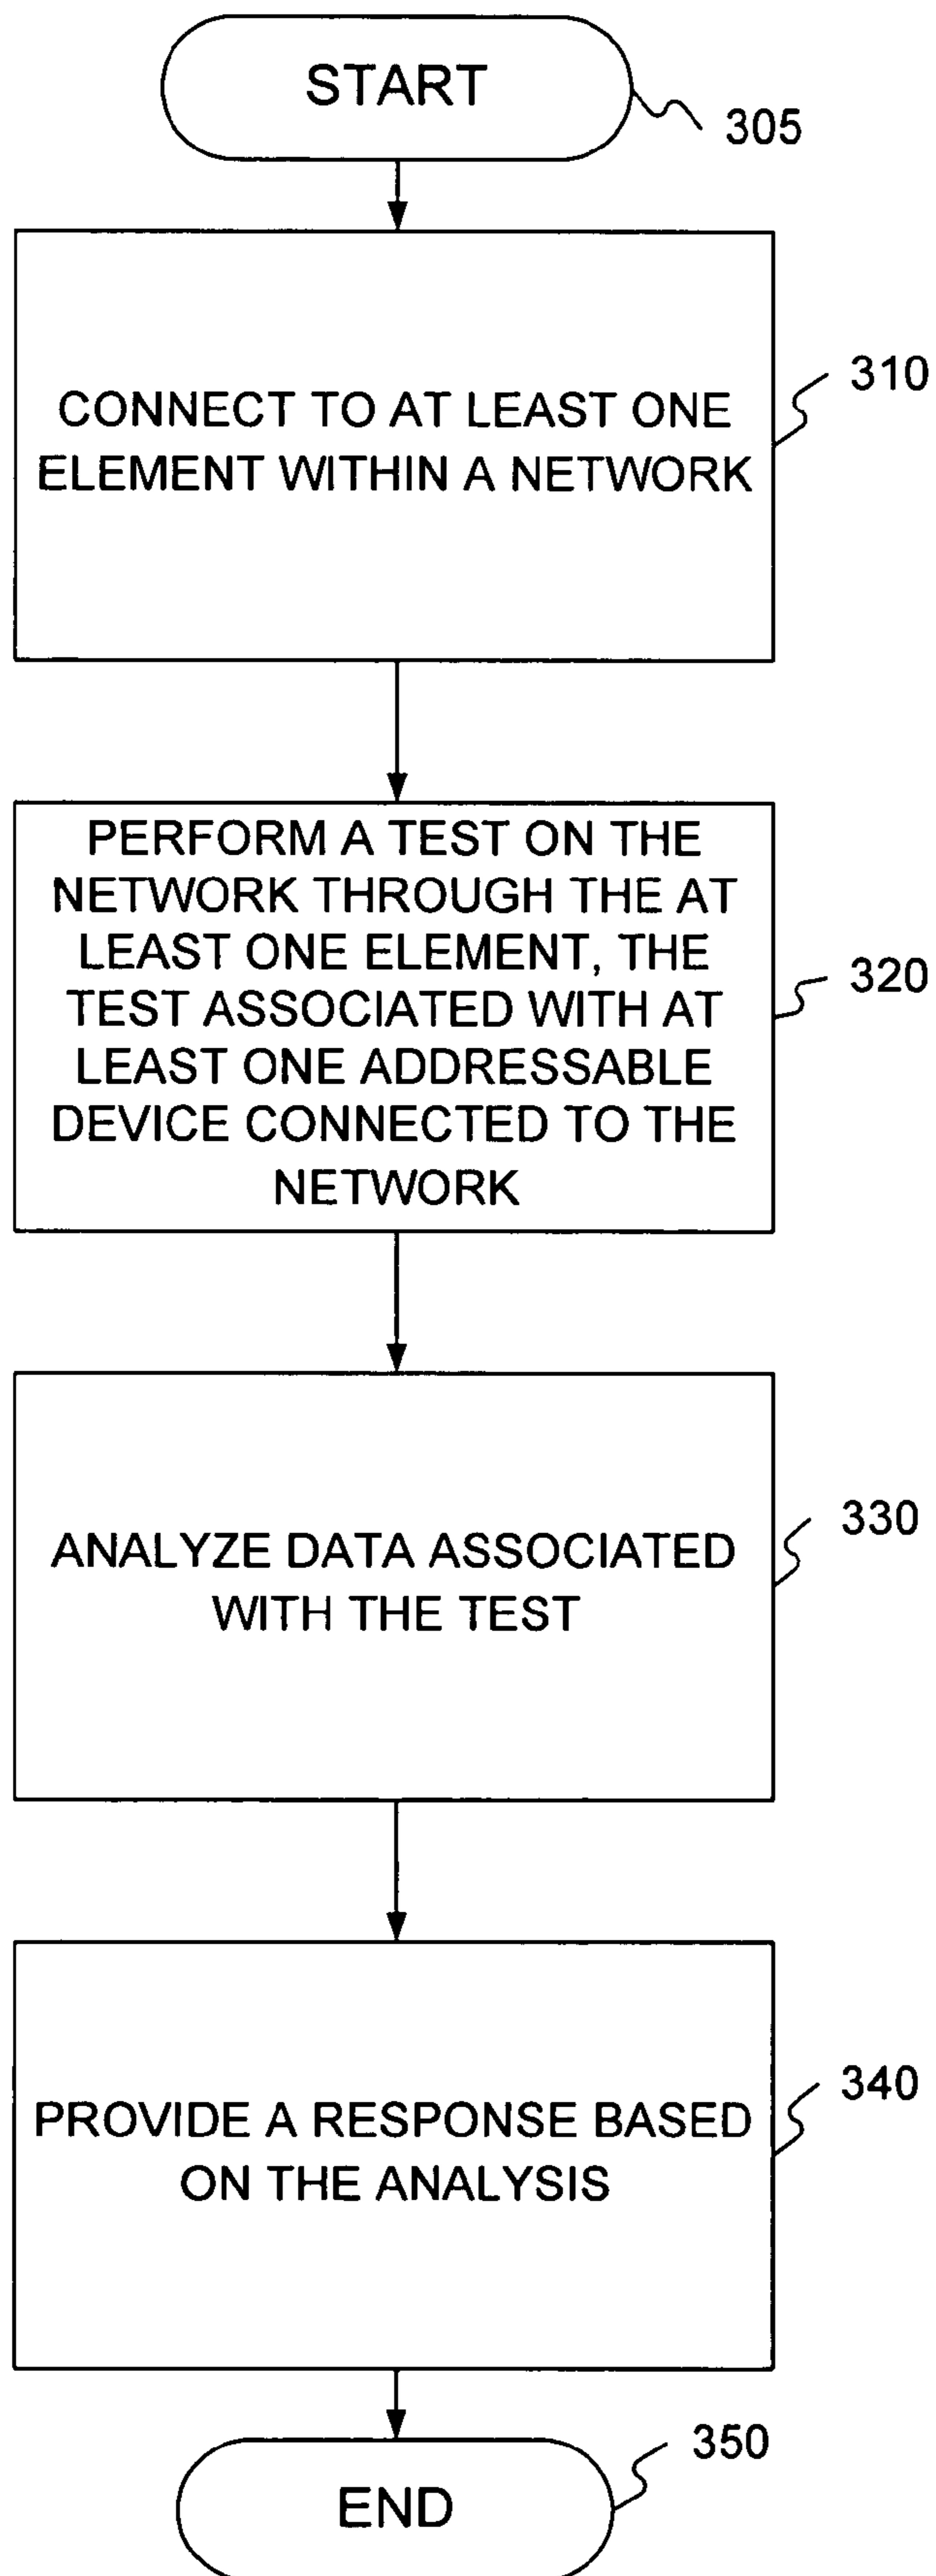 START
305
CONNECT TO AT LEAST ONE
ELEMENT WITHIN A NETWORK
310
PERFORM A TEST ON THE
NETWORK THROUGH THE AT
LEAST ONE ELEMENT, THE
TEST ASSOCIATED WITH AT
LEAST ONE ADDRESSABLE
DEVICE CONNECTED TO THE
NETWORK
320
ANALYZE DATA ASSOCIATED
WITH THE TEST
330
PROVIDE A RESPONSE BASED
ON THE ANALYSIS
340
END
350